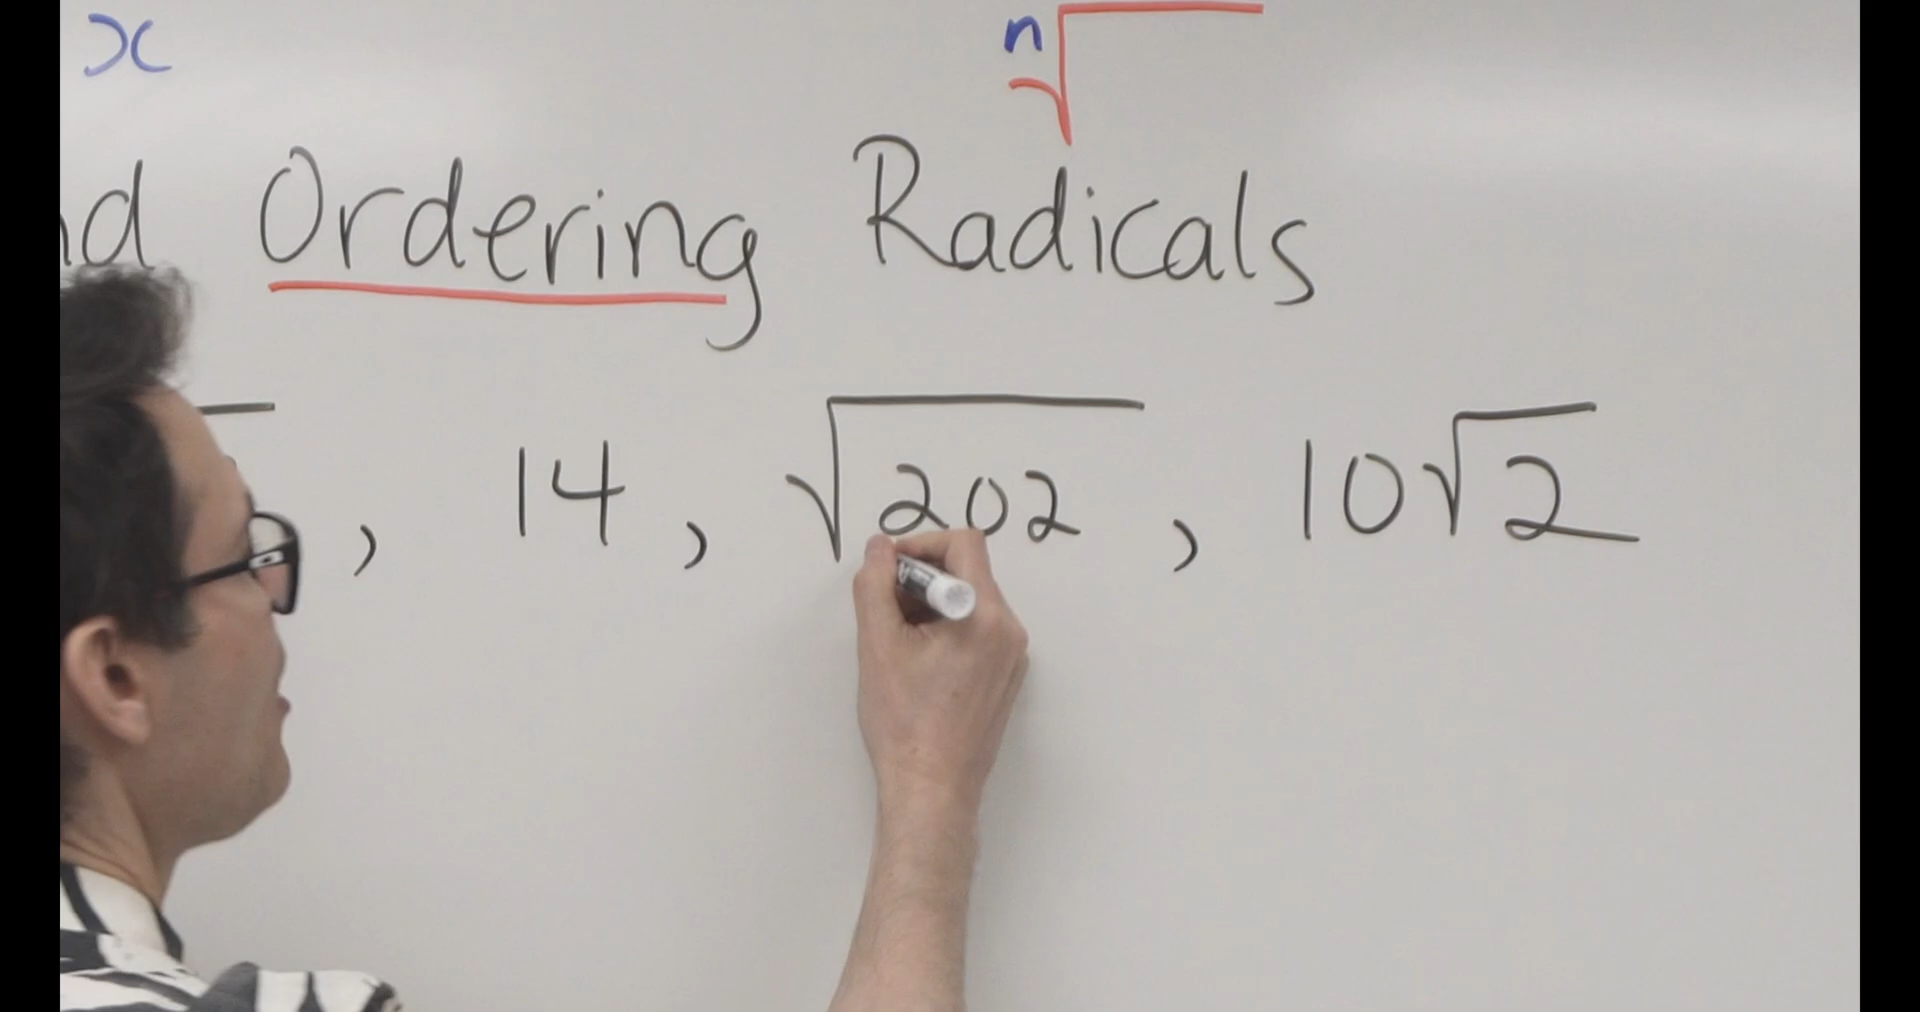 x n√
Ordering Radicals
, 14, √202, 10√2